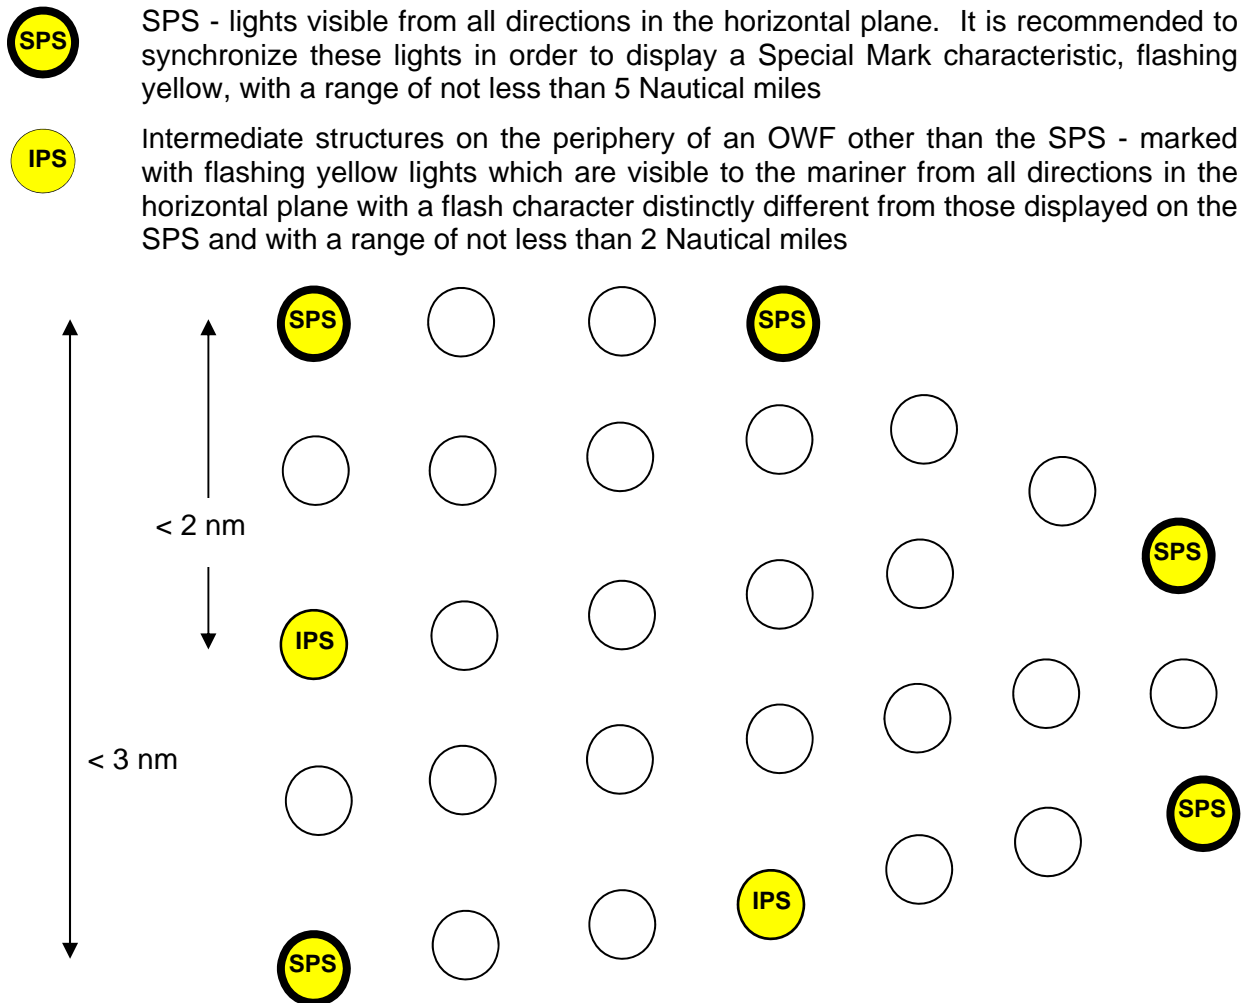 SPS
SPS - lights visible from all directions in the horizontal plane. It is recommended to
synchronize these lights in order to display a Special Mark characteristic, flashing
yellow, with a range of not less than 5 Nautical miles
IPS
Intermediate structures on the periphery of an OWF other than the SPS - marked
with flashing yellow lights which are visible to the mariner from all directions in the
horizontal plane with a flash character distinctly different from those displayed on the
SPS and with a range of not less than 2 Nautical miles
SPS
SPS
< 2 nm
SPS
IPS
< 3 nm
SPS
IPS
SPS